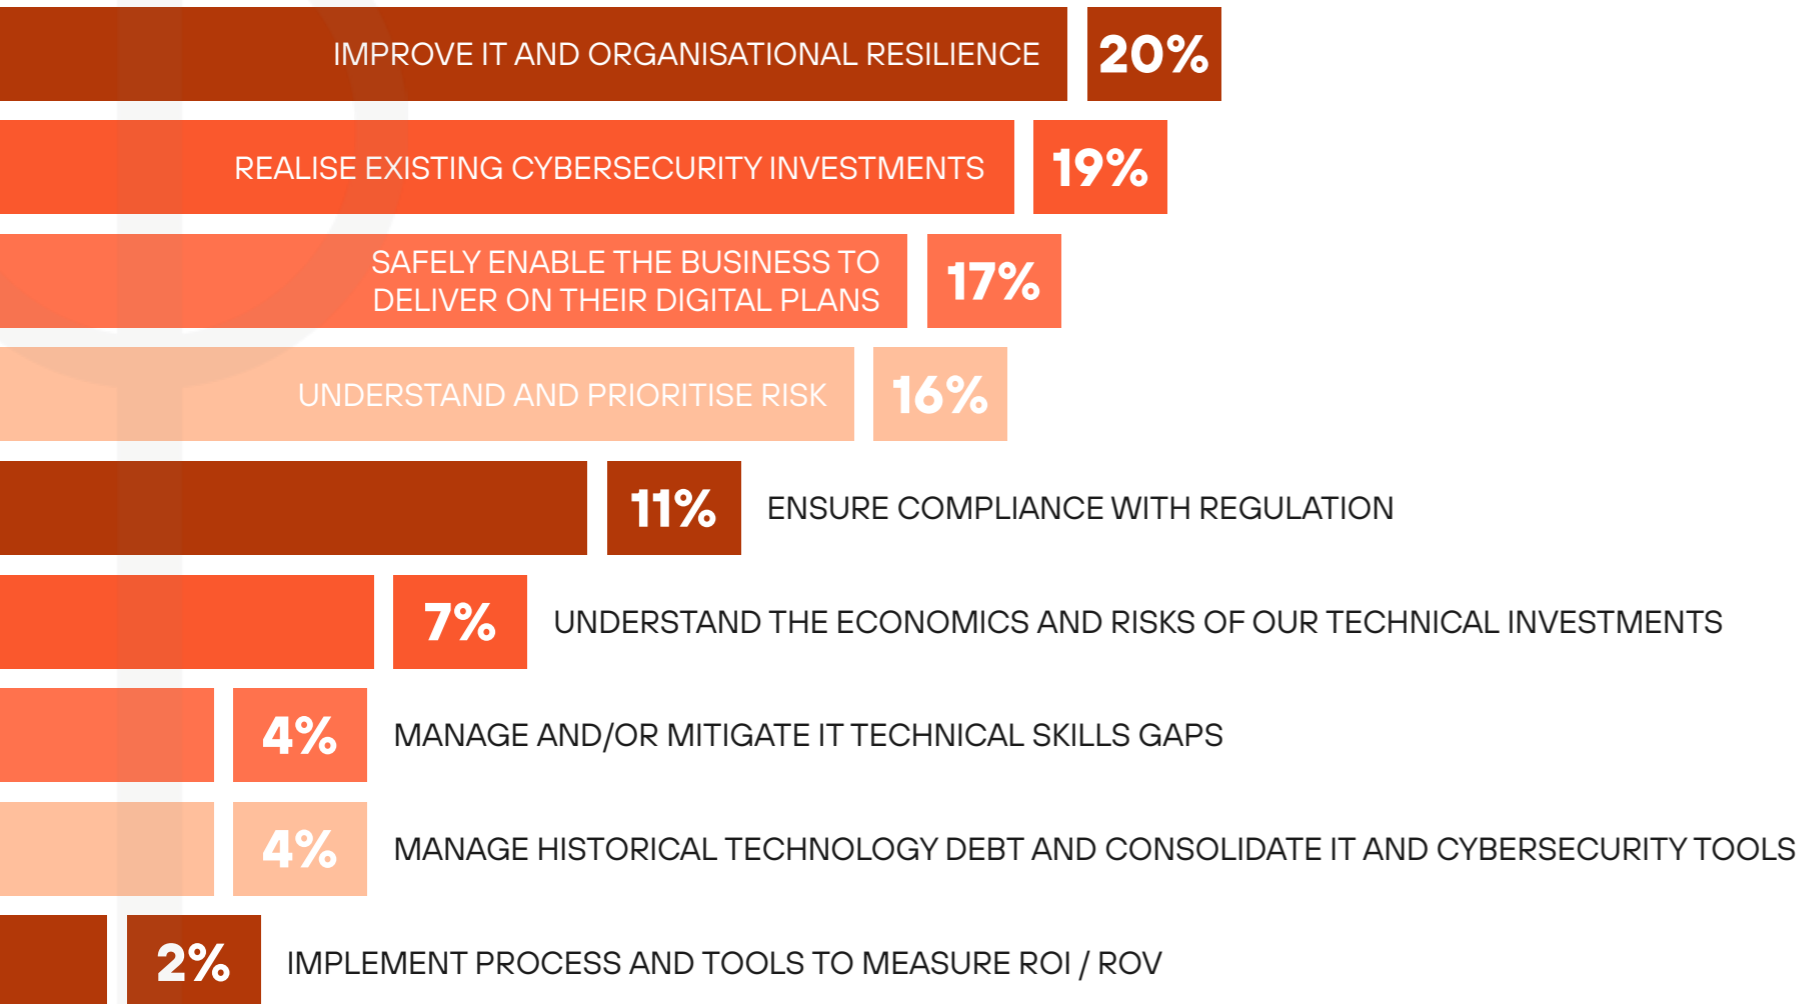 IMPROVE IT AND ORGANISATIONAL RESILIENCE 20%
REALISE EXISTING CYBERSECURITY INVESTMENTS 19%
SAFELY ENABLE THE BUSINESS TO
DELIVER ON THEIR DIGITAL PLANS 17%
UNDERSTAND AND PRIORITISE RISK 16%
11% ENSURE COMPLIANCE WITH REGULATION
7% UNDERSTAND THE ECONOMICS AND RISKS OF OUR TECHNICAL INVESTMENTS
4% MANAGE AND/OR MITIGATE IT TECHNICAL SKILLS GAPS
4% MANAGE HISTORICAL TECHNOLOGY DEBT AND CONSOLIDATE IT AND CYBERSECURITY TOOLS
2% IMPLEMENT PROCESS AND TOOLS TO MEASURE ROI / ROV